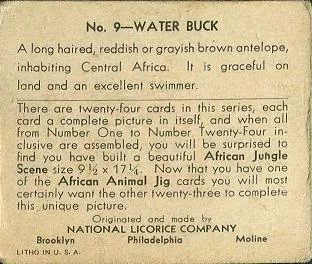 No. 9—WATER BUCK
A long haired, reddish or grayish brown antelope,
inhabiting Central Africa. It is graceful on
land and an excellent swimmer.
There are twenty-four cards in this series, each
card a complete picture in itself, and when all
from Number One to Number Twenty-Four in-
clusive are assembled, you will be surprised to
find you have built a beautiful African Jungle
Scene size 9½ x 17¼. Now that you have one
of the African Animal Jig cards you will most
certainly want the other twenty-three to complete
this unique picture.
Originated and made by
NATIONAL LICORICE COMPANY
Brooklyn Philadelphia Moline
LITHO IN U. S. A.